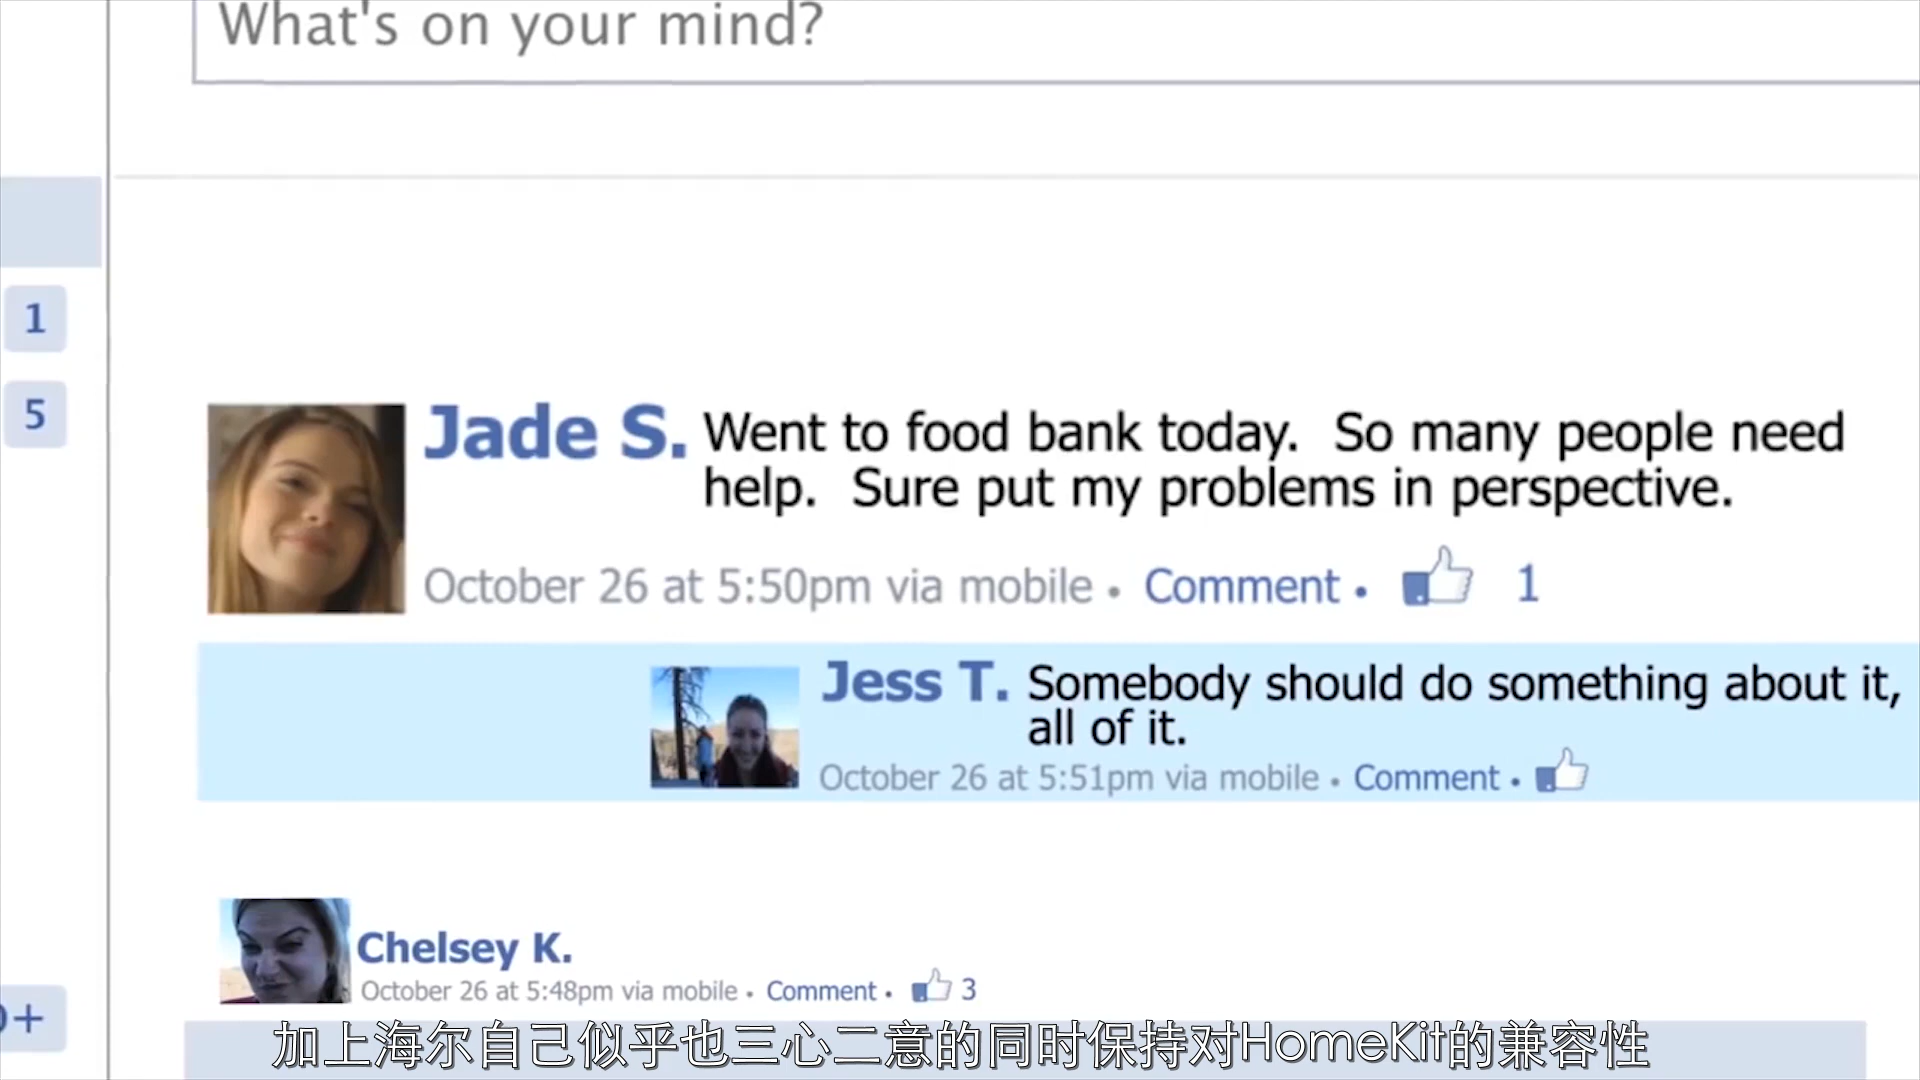 What's on your mind?
1
5
Jade S. Went to food bank today. So many people need
help. Sure put my problems in perspective.
October 26 at 5:50pm via mobile • Comment • 1
Jess T. Somebody should do something about it,
all of it.
October 26 at 5:51pm via mobile • Comment •
Chelsey K.
October 26 at 5:48pm via mobile • Comment • 3
+
加上海尔自己似乎也三心二意的同时保持对HomeKit的兼容性